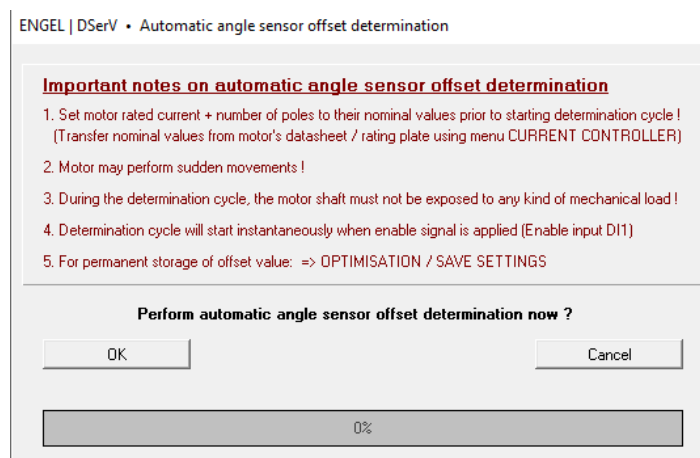 ENGEL | DSerV • Automatic angle sensor offset determination
Important notes on automatic angle sensor offset determination
1. Set motor rated current + number of poles to their nominal values prior to starting determination cycle !
(Transfer nominal values from motor's datasheet / rating plate using menu CURRENT CONTROLLER)
2. Motor may perform sudden movements !
3. During the determination cycle, the motor shaft must not be exposed to any kind of mechanical load !
4. Determination cycle will start instantaneously when enable signal is applied (Enable input DI1)
5. For permanent storage of offset value: => OPTIMISATION / SAVE SETTINGS
Perform automatic angle sensor offset determination now ?
OK Cancel
0%